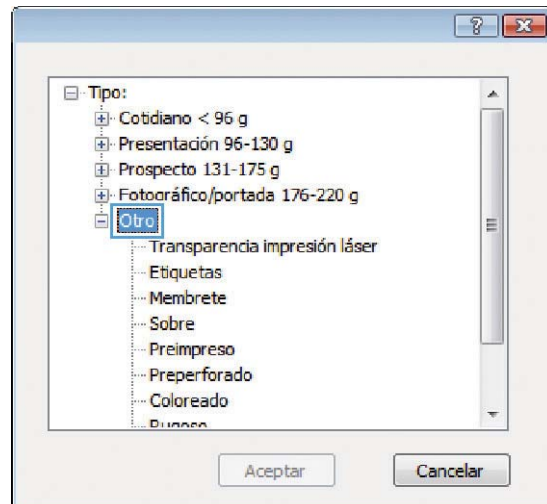 Tipo:
Cotidiano < 96 g
Presentación 96-130 g
Prospecto 131-175 g
Fotográfico/portada 176-220 g
Otro
Transparencia impresión láser
Etiquetas
Membrete
Sobre
Preimpreso
Preperforado
Coloreado
Rugoso
Aceptar
Cancelar